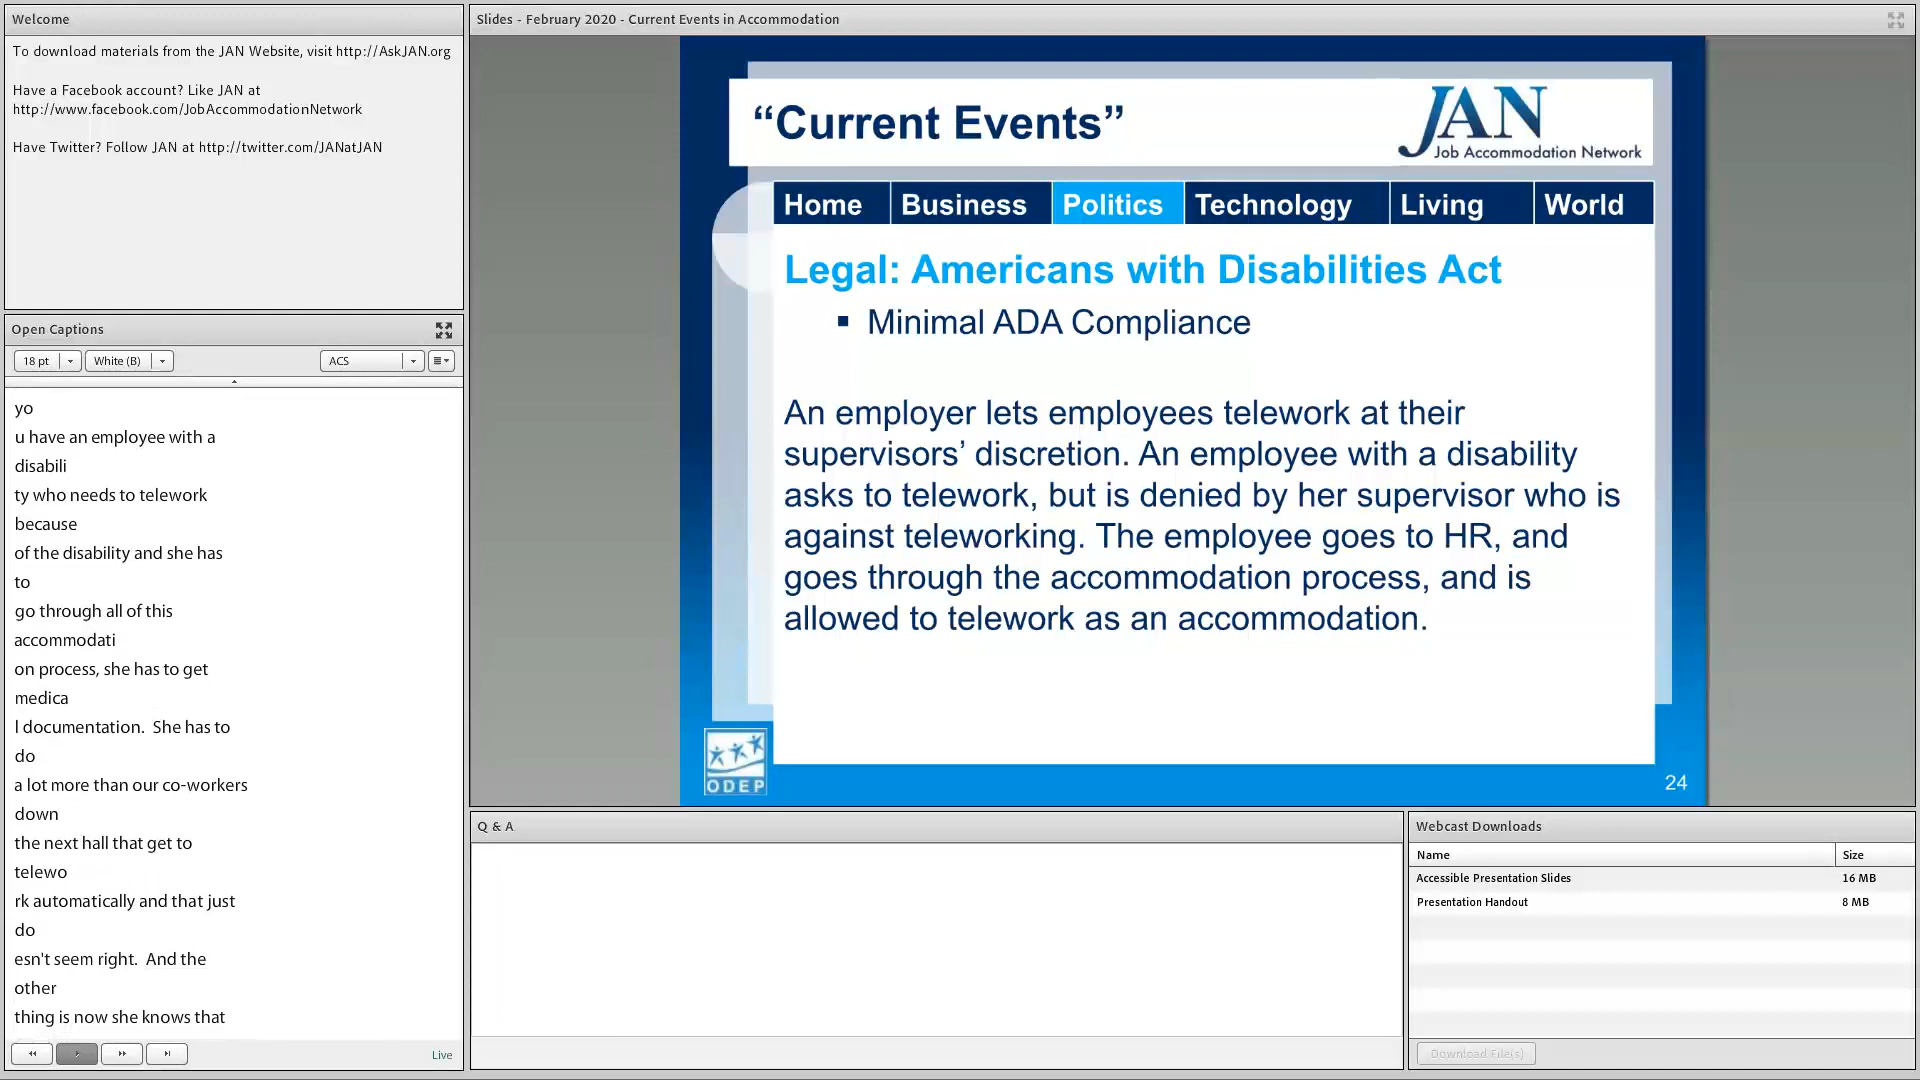 Welcome
To download materials from the JAN Website, visit http://AskJAN.org
Have a Facebook account? Like JAN at
http://www.facebook.com/JobAccommodationNetwork
Have Twitter? Follow JAN at http://twitter.com/JANatJAN
Open Captions
18 pt
White (B)
ACS
yo
u have an employee with a
disabili
ty who needs to telework
because
of the disability and she has
to
go through all of this
accommodati
on process, she has to get
medica
l documentation.  She has to
do
a lot more than our co-workers
down
the next hall that get to
telewo
rk automatically and that just
do
esn't seem right.  And the
other
thing is now she knows that
Live
Slides - February 2020 - Current Events in Accommodation
“Current Events”
JAN
Job Accommodation Network
Home Business Politics Technology Living World
Legal: Americans with Disabilities Act
▪ Minimal ADA Compliance
An employer lets employees telework at their
supervisors’ discretion. An employee with a disability
asks to telework, but is denied by her supervisor who is
against teleworking. The employee goes to HR, and
goes through the accommodation process, and is
allowed to telework as an accommodation.
ODEP
24
Q & A
Webcast Downloads
Name Size
Accessible Presentation Slides 16 MB
Presentation Handout 8 MB
Download File(s)